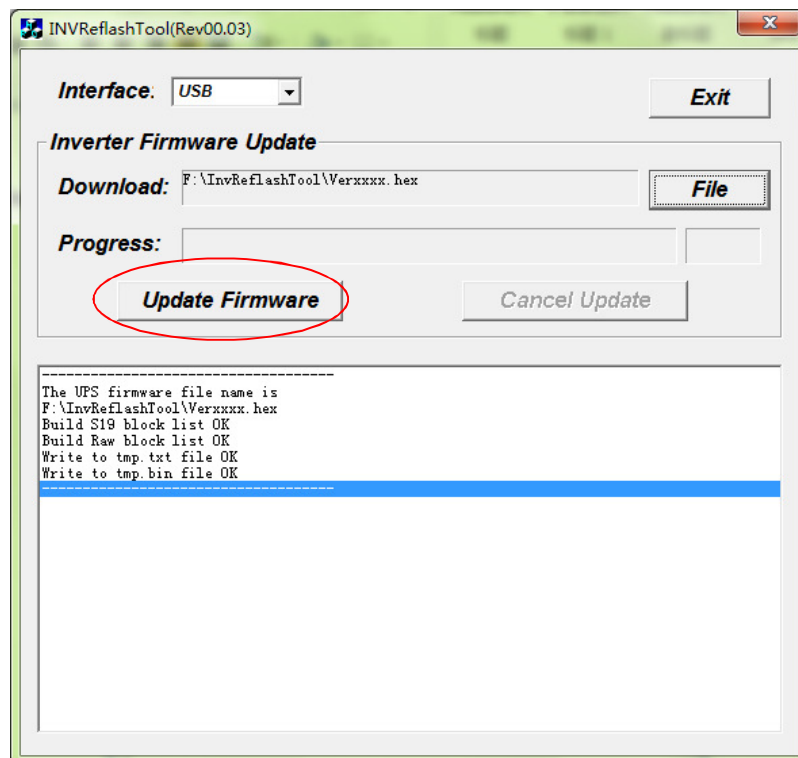 INVReflashTool(Rev00.03)
Interface: USB
Exit
Inverter Firmware Update
Download: F:\InvReflashTool\Verxxxx.hex File
Progress:
Update Firmware Cancel Update
------------------------------------
The UPS firmware file name is
F:\InvReflashTool\Verxxxx.hex
Build S19 block list OK
Build Raw block list OK
Write to tmp.txt file OK
Write to tmp.bin file OK
------------------------------------